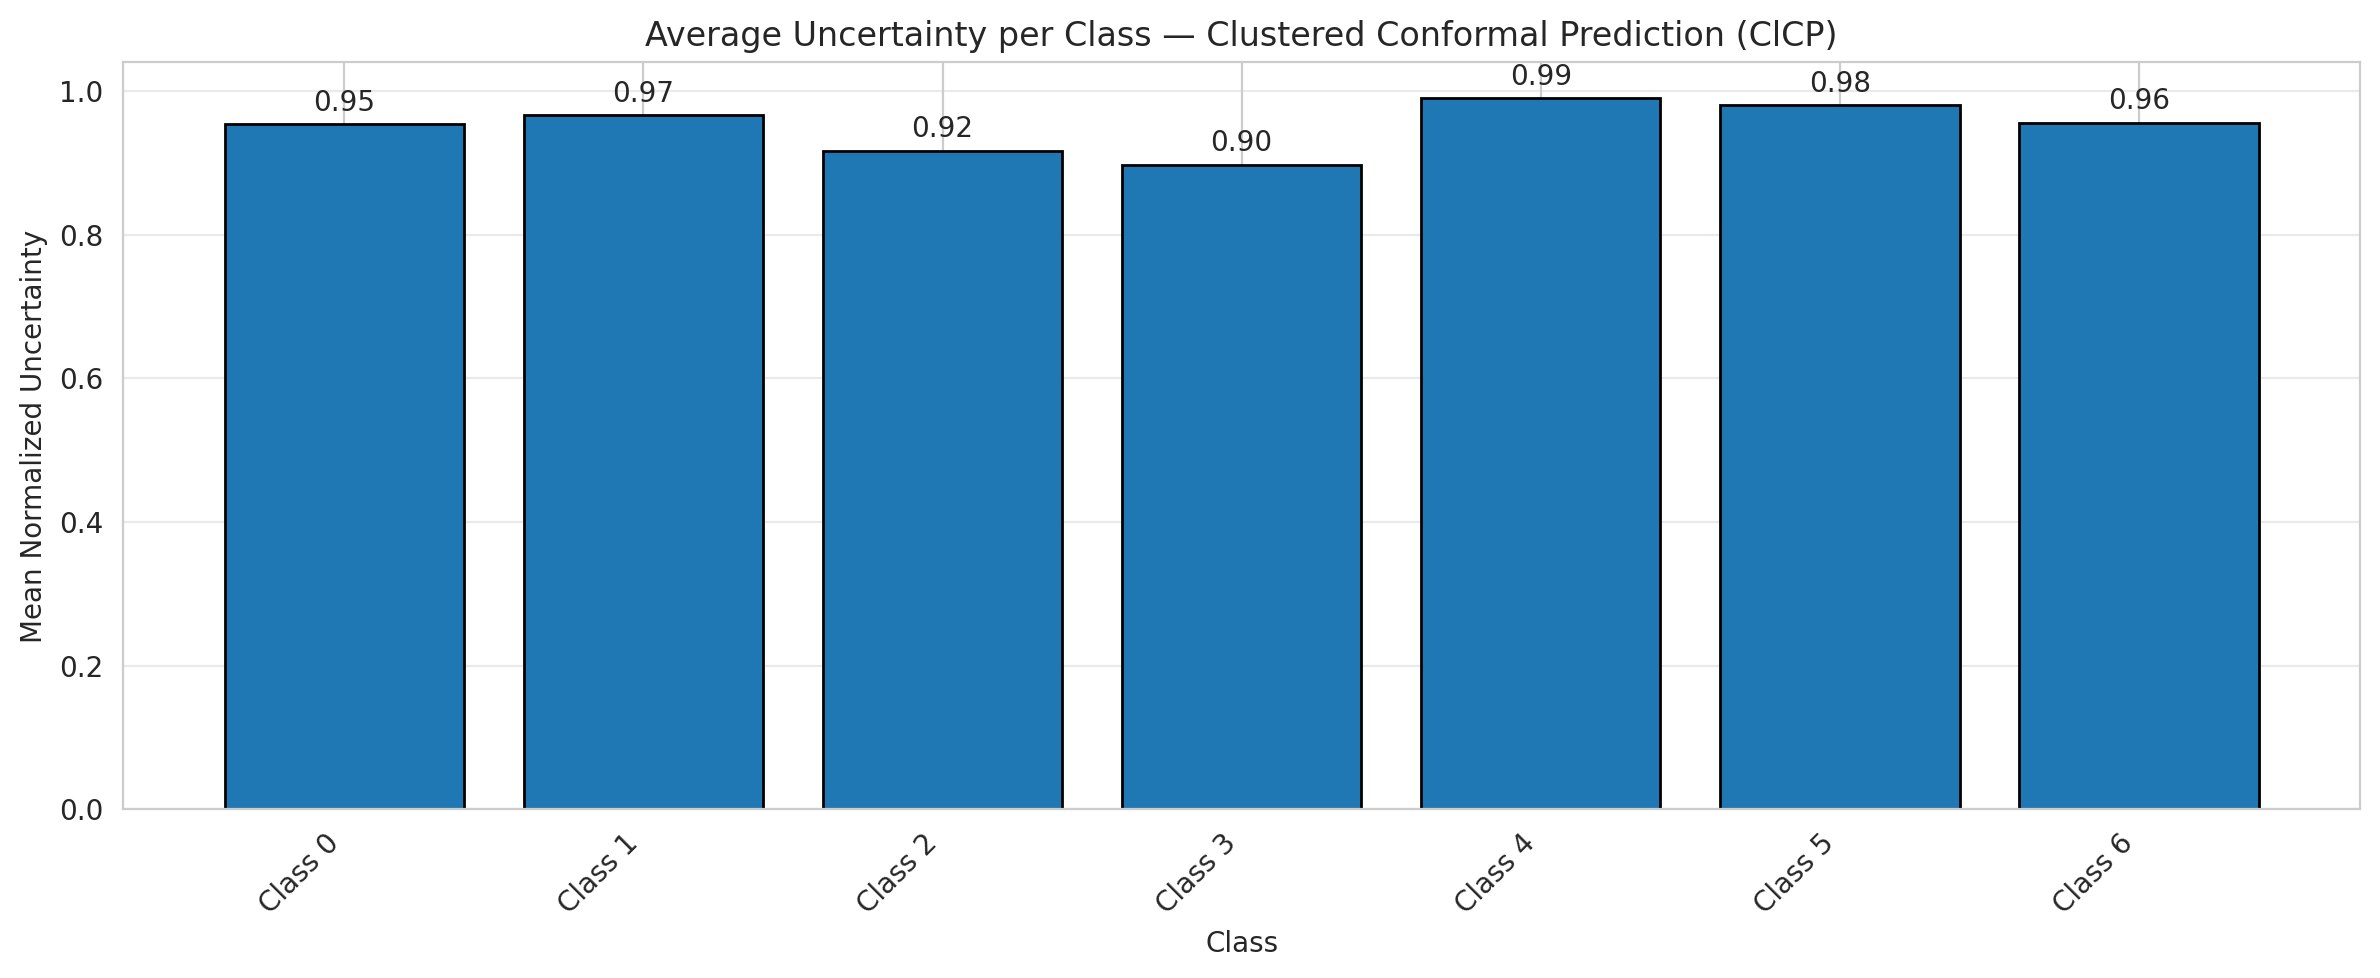 Average Uncertainty per Class — Clustered Conformal Prediction (ClCP)
Mean Normalized Uncertainty
1.0
0.8
0.6
0.4
0.2
0.0
0.95
0.97
0.92
0.90
0.99
0.98
0.96
Class 0
Class 1
Class 2
Class 3
Class 4
Class 5
Class 6
Class